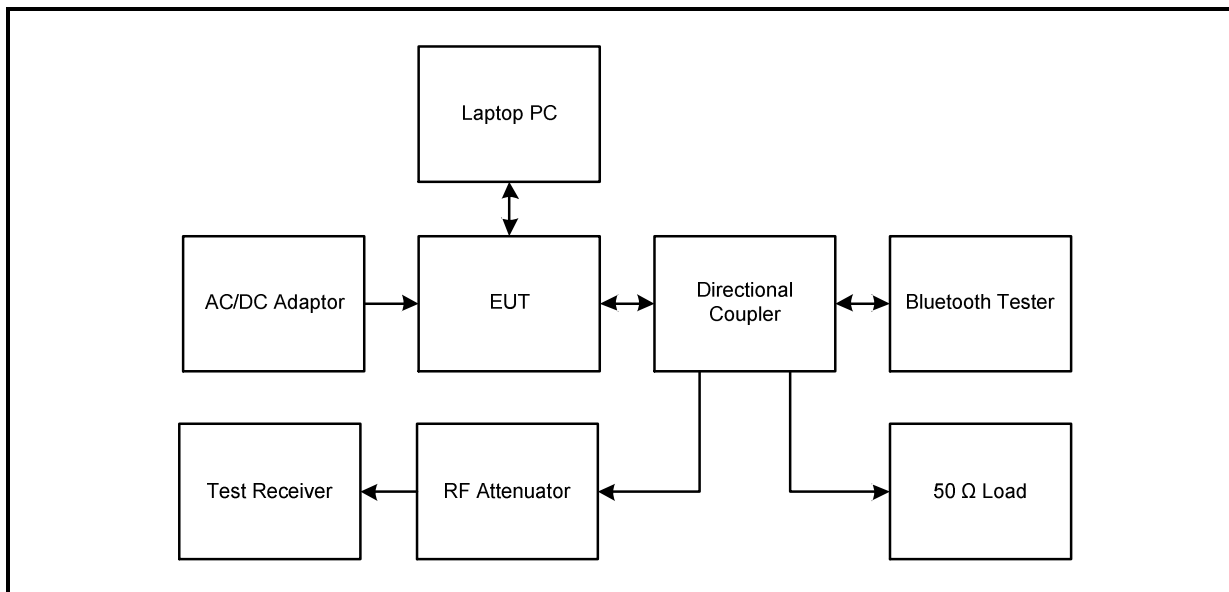 Laptop PC
AC/DC Adaptor
EUT
Directional
Coupler
Bluetooth Tester
Test Receiver
RF Attenuator
50 Ω Load